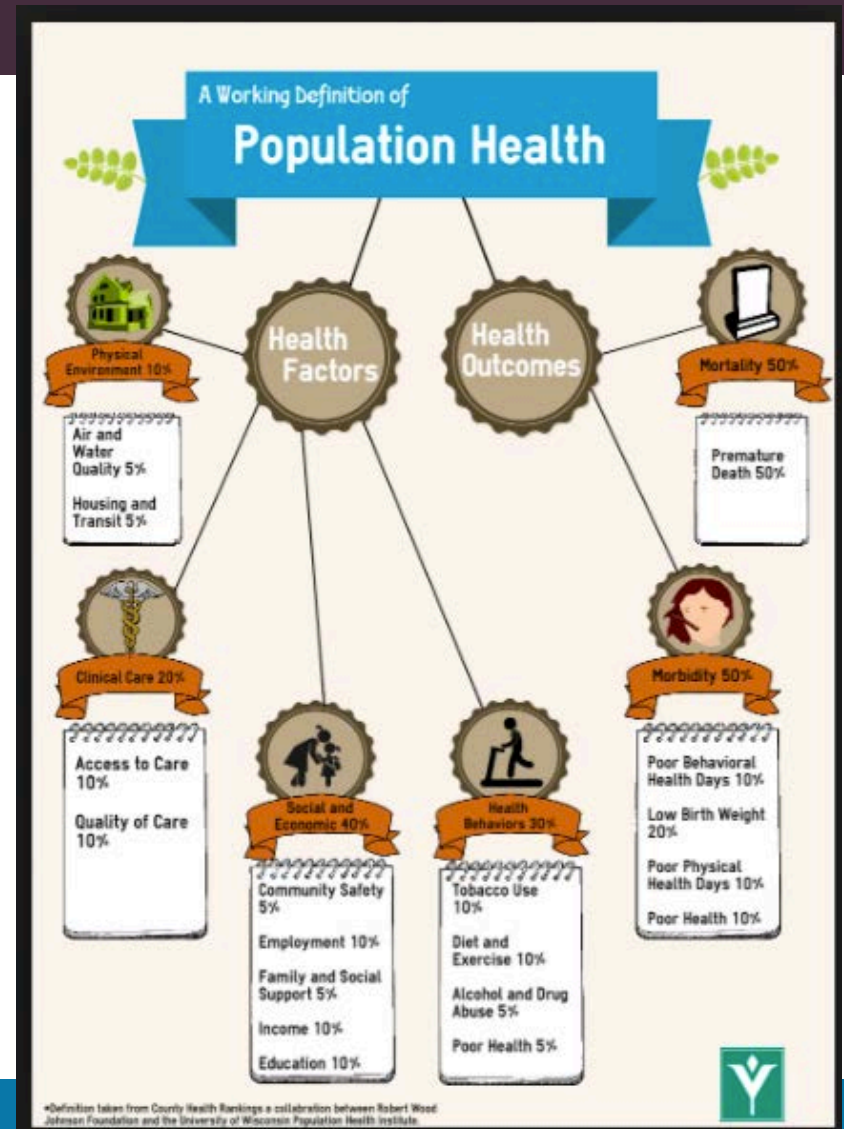 A Working Definition of
Population Health
Health
Factors
Health
Outcomes
Physical
Environment 10%
Air and
Water
Quality 5%
Housing and
Transit 5%
Mortality 50%
Premature
Death 50%
Clinical Care 20%
Access to Care
10%
Quality of Care
10%
Social and
Economic 40%
Community Safety
5%
Employment 10%
Family and Social
Support 5%
Income 10%
Education 10%
Health
Behaviors 30%
Tobacco Use
10%
Diet and
Exercise 10%
Alcohol and Drug
Abuse 5%
Poor Health 5%
Morbidity 50%
Poor Behavioral
Health Days 10%
Low Birth Weight
20%
Poor Physical
Health Days 10%
Poor Health 10%
*Definition taken from County Health Rankings a collabration between Robert Wood
Johnson Foundation and the University of Wisconsin Population Health Institute.